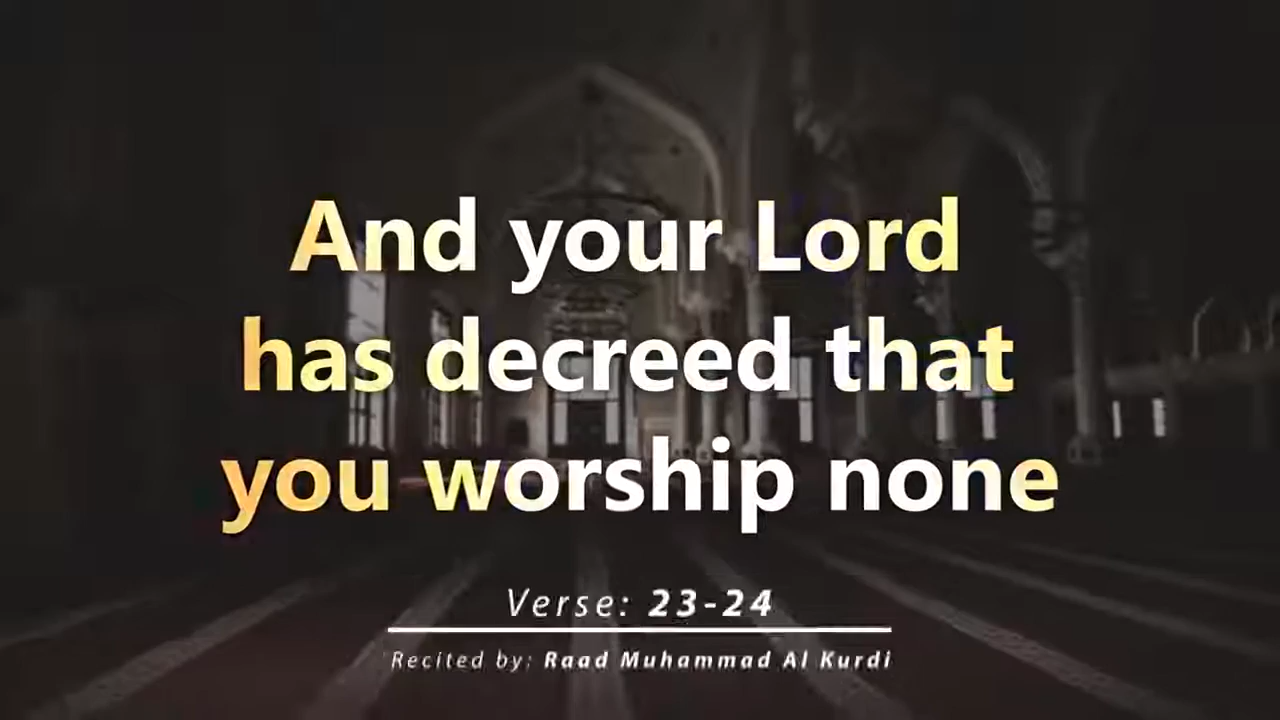 And your Lord
has decreed that
you worship none
Verse: 23-24
Recited by: Raad Muhammad Al Kurdi